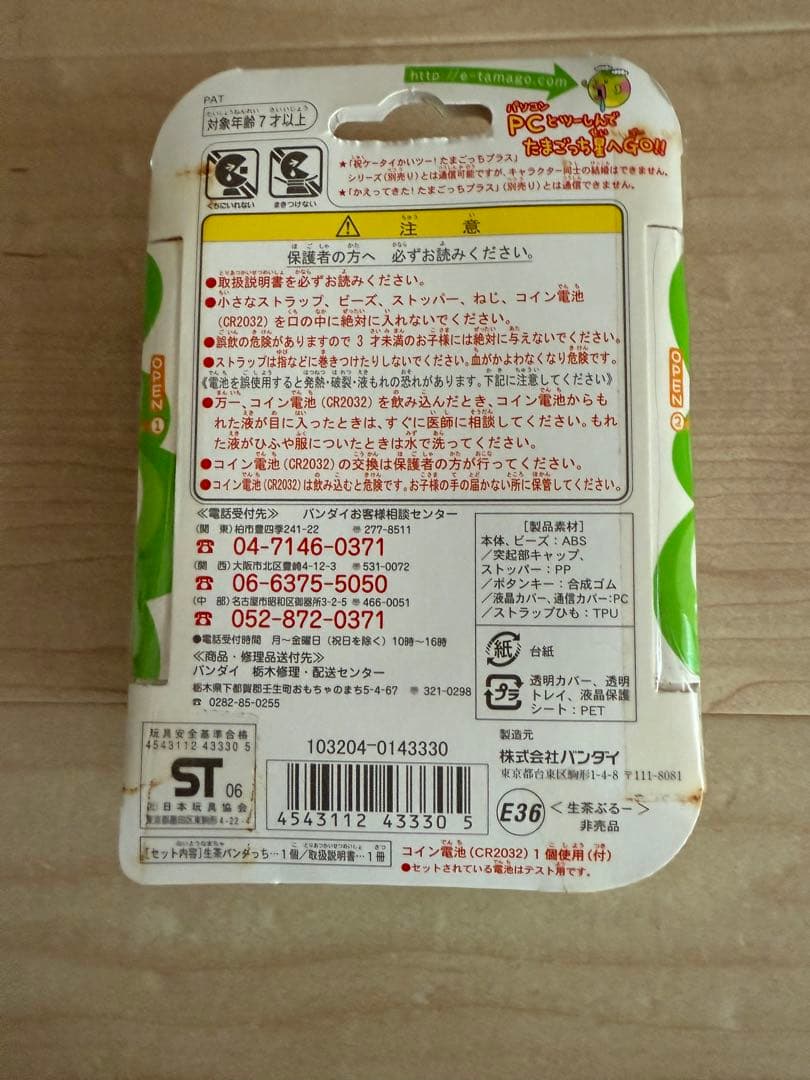 http://e-tamago.com
PAT
対象年齢7才以上
パソコン
PCとツーしんで
たまごっち星へGO!!
くちにいれない
まきつけない
★「祝ケータイかいツー!たまごっちプラス」
シリーズ(別売り)とは通信可能ですが、キャラクター同士の結婚はできません。
★「かえってきた!たまごっちプラス」(別売り)とは通信できません。
注意
保護者の方へ 必ずお読みください。
●取扱説明書を必ずお読みください。
●小さなストラップ、ビーズ、ストッパー、ねじ、コイン電池
(CR2032)を口の中に絶対に入れないでください。
●誤飲の危険がありますので3才未満のお子様には絶対に与えないでください。
●ストラップは指などに巻きつけたりしないでください。血がかよわなくなり危険です。
《電池を誤使用すると発熱・破裂・液もれの恐れがあります。下記に注意してください》
●万一、コイン電池(CR2032)を飲み込んだとき、コイン電池からも
れた液が目に入ったときは、すぐに医師に相談してください。もれ
た液がひふや服についたときは水で洗ってください。
●コイン電池(CR2032)の交換は保護者の方が行ってください。
●コイン電池(CR2032)は飲み込むと危険です。お子様の手の届かない所に保管してください。
OPEN 1
OPEN 2
≪電話受付先≫ バンダイお客様相談センター
(関 東)柏市豊四季241-22 〒277-8511
☎ 04-7146-0371
(関 西)大阪市北区豊崎4-12-3 〒531-0072
☎ 06-6375-5050
(中 部)名古屋市昭和区御器所3-2-5 〒466-0051
☎ 052-872-0371
●電話受付時間 月~金曜日(祝日を除く)10時~16時
≪商品・修理品送付先≫
バンダイ 栃木修理・配送センター
栃木県下都賀郡壬生町おもちゃのまち5-4-67 〒321-0298
☎ 0282-85-0255
[製品素材]
本体、ビーズ:ABS
/突起部キャップ、
ストッパー:PP
/ボタンキー:合成ゴム
/液晶カバー、通信カバー:PC
/ストラップひも:TPU
紙 台紙
プラ 透明カバー、透明
トレイ、液晶保護
シート:PET
玩具安全基準合格
4543112 43330 5
ST 06
(社)日本玩具協会
東京都墨田区東駒形4-22-4
103204-0143330
4543112 433305
製造元
株式会社バンダイ
東京都台東区駒形1-4-8 〒111-8081
E36
<生茶ぶるー>
非売品
[セット内容]生茶パンダっち…1個/取扱説明書…1冊
コイン電池(CR2032)1個使用(付)
●セットされている電池はテスト用です。